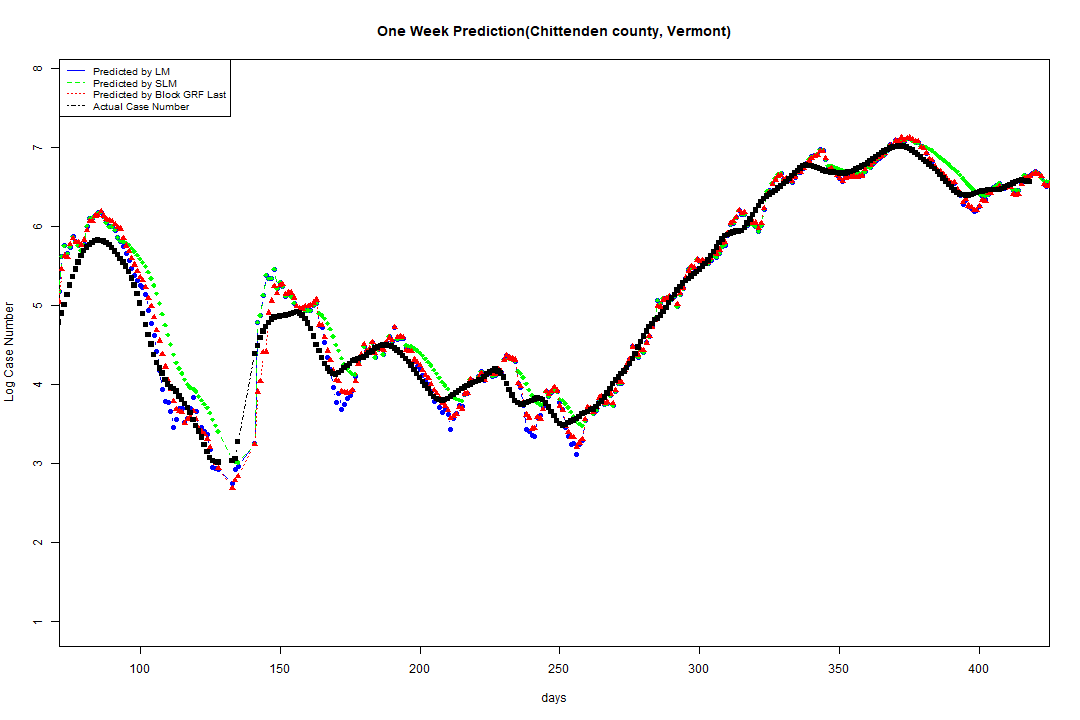 One Week Prediction(Chittenden county, Vermont)
Predicted by LM
Predicted by SLM
Predicted by Block GRF Last
Actual Case Number
8
7
6
5
4
3
2
1
Log Case Number
100 150 200 250 300 350 400
days